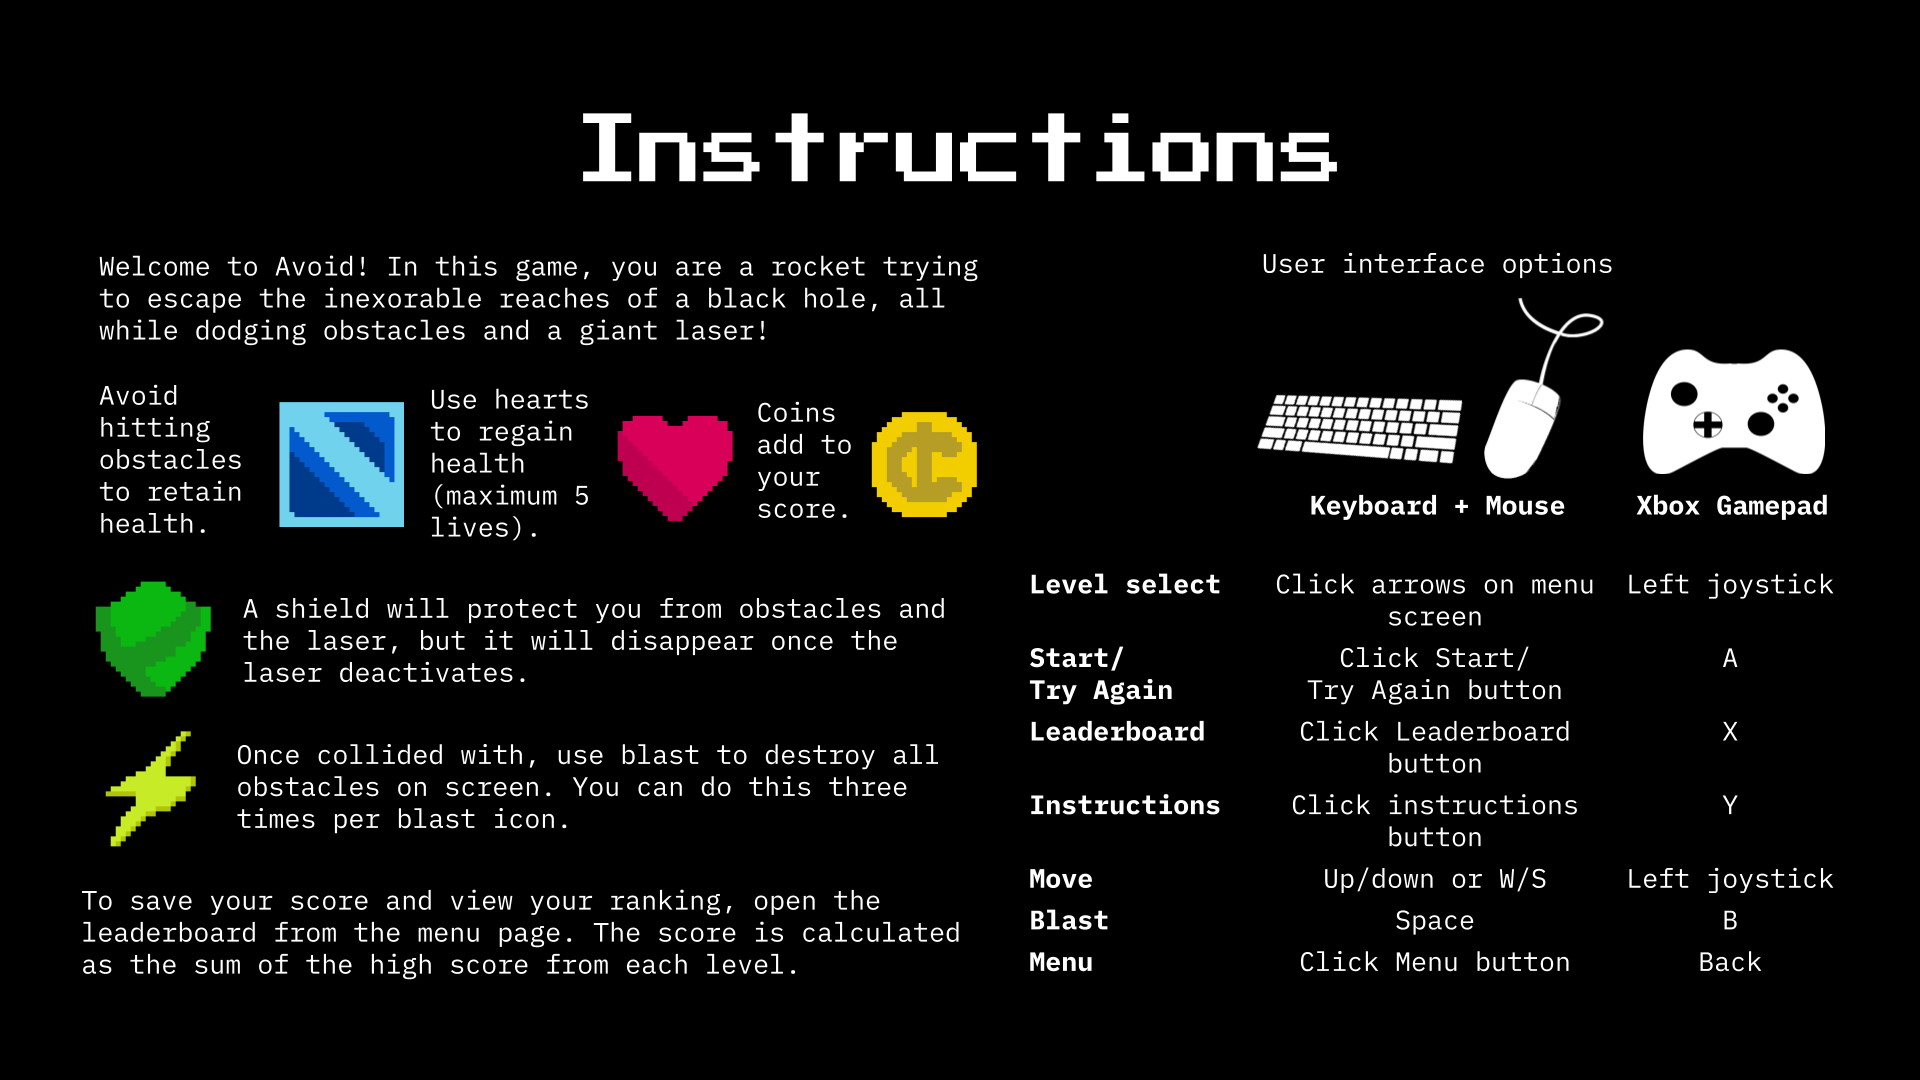 Instructions
Welcome to Avoid! In this game, you are a rocket trying
to escape the inexorable reaches of a black hole, all
while dodging obstacles and a giant laser!
Avoid
hitting
obstacles
to retain
health.
Use hearts
to regain
health
(maximum 5
lives).
Coins
add to
your
score.
A shield will protect you from obstacles and
the laser, but it will disappear once the
laser deactivates.
Once collided with, use blast to destroy all
obstacles on screen. You can do this three
times per blast icon.
To save your score and view your ranking, open the
leaderboard from the menu page. The score is calculated
as the sum of the high score from each level.
User interface options
Keyboard + Mouse
Xbox Gamepad
Level select
Click arrows on menu
screen
Left joystick
Start/
Try Again
Click Start/
Try Again button
A
Leaderboard
Click Leaderboard
button
X
Instructions
Click instructions
button
Y
Move
Up/down or W/S
Left joystick
Blast
Space
B
Menu
Click Menu button
Back